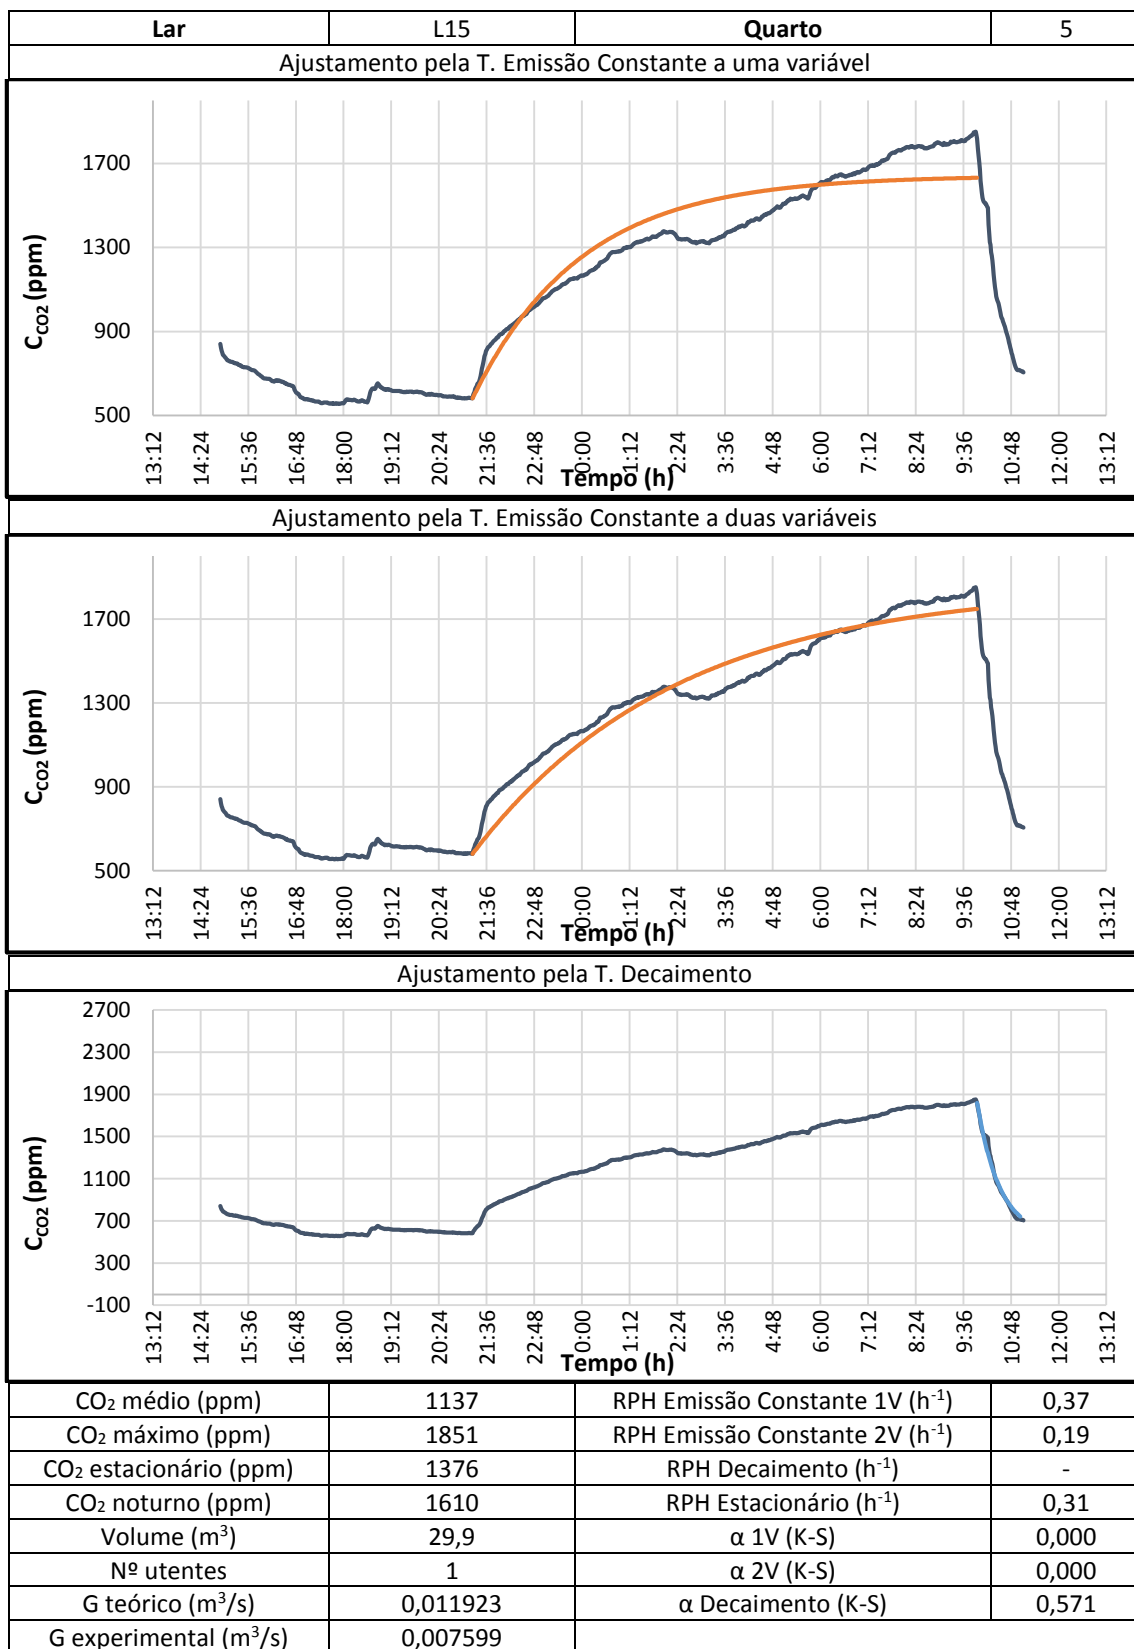 Lar L15 Quarto 5
Ajustamento pela T. Emissão Constante a uma variável
1700
1300
900
500
C_CO2 (ppm)
13:12 14:24 15:36 16:48 18:00 19:12 20:24 21:36 22:48 0:00 1:12 2:24 3:36 4:48 6:00 7:12 8:24 9:36 10:48 12:00 13:12
Tempo (h)
Ajustamento pela T. Emissão Constante a duas variáveis
1700
1300
900
500
C_CO2 (ppm)
13:12 14:24 15:36 16:48 18:00 19:12 20:24 21:36 22:48 0:00 1:12 2:24 3:36 4:48 6:00 7:12 8:24 9:36 10:48 12:00 13:12
Tempo (h)
Ajustamento pela T. Decaimento
2700
2300
1900
1500
1100
700
300
-100
C_CO2 (ppm)
13:12 14:24 15:36 16:48 18:00 19:12 20:24 21:36 22:48 0:00 1:12 2:24 3:36 4:48 6:00 7:12 8:24 9:36 10:48 12:00 13:12
Tempo (h)
CO₂ médio (ppm) 1137 RPH Emissão Constante 1V (h⁻¹) 0,37
CO₂ máximo (ppm) 1851 RPH Emissão Constante 2V (h⁻¹) 0,19
CO₂ estacionário (ppm) 1376 RPH Decaimento (h⁻¹) -
CO₂ noturno (ppm) 1610 RPH Estacionário (h⁻¹) 0,31
Volume (m³) 29,9 α 1V (K-S) 0,000
Nº utentes 1 α 2V (K-S) 0,000
G teórico (m³/s) 0,011923 α Decaimento (K-S) 0,571
G experimental (m³/s) 0,007599